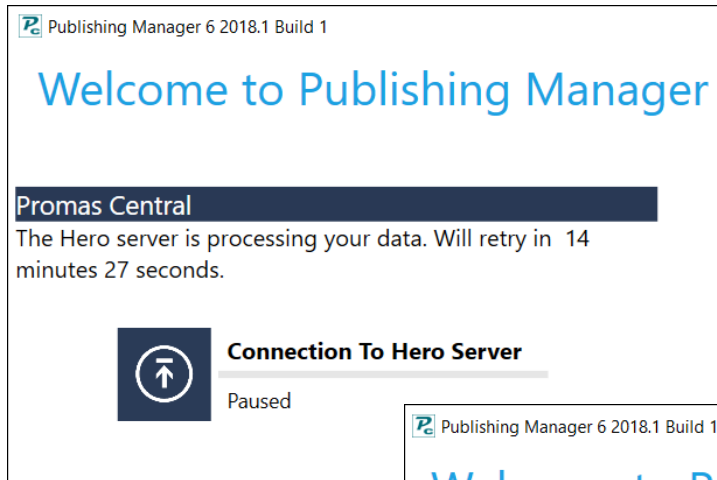 Publishing Manager 6 2018.1 Build 1
Welcome to Publishing Manager
Promas Central
The Hero server is processing your data. Will retry in 14
minutes 27 seconds.
Connection To Hero Server
Paused
Publishing Manager 6 2018.1 Build 1